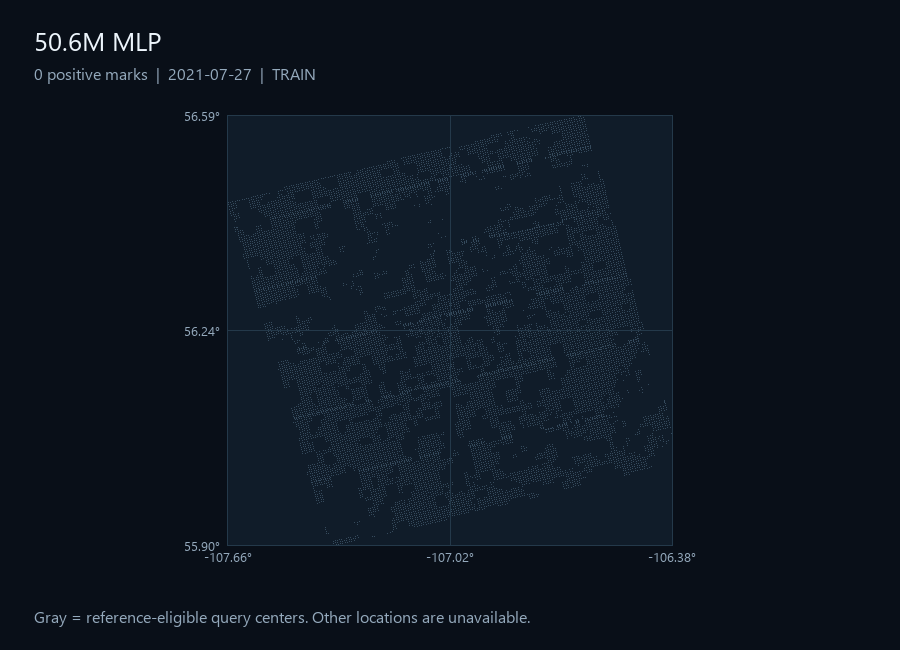 50.6M MLP
0 positive marks | 2021-07-27 | TRAIN
56.59°
56.24°
55.90°
-107.66° -107.02° -106.38°
Gray = reference-eligible query centers. Other locations are unavailable.